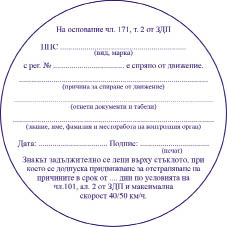 На основание чл. 171, т. 2 от ЗДП
ППС ..............................................................
(вид, марка)
с рег. № ................................... е спряно от движение.
................................................................................................
(причина за спиране от движение)
................................................................................................
(отнети документи и табели)
................................................................................................
(звание, име, фамилия и месторабота на контролния орган)
Дата: ................................ Подпис: ................................
(печат)
Знакът задължително се лепи върху стъклото, при
което се допуска придвижване за отстраняване на
причините в срок от .... дни по условията на
чл.101, ал. 2 от ЗДП и максимална
скорост 40/50 км/ч.